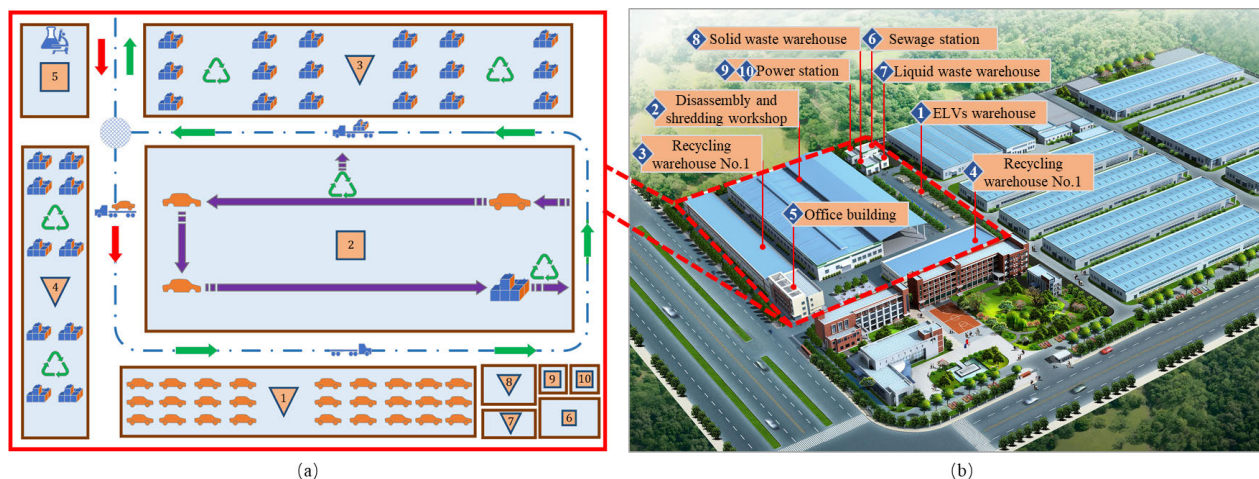 5
3
4
2
1
8
9
10
7
6
(a)
8 Solid waste warehouse
6 Sewage station
9 10 Power station
7 Liquid waste warehouse
2 Disassembly and
shredding workshop
1 ELVs warehouse
3 Recycling
warehouse No.1
4 Recycling
warehouse No.1
5 Office building
(b)